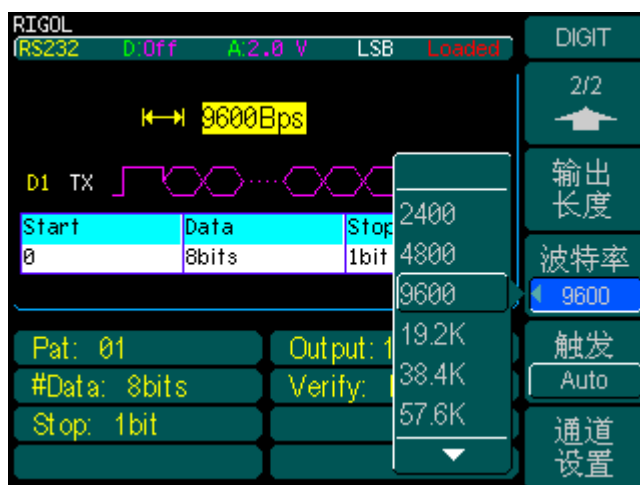 RIGOL
RS232 D:Off A:2.0 V LSB Loaded
9600Bps
D1 TX
Start Data Stop
0 8bits 1bit
Pat: 01
Output: 1
#Data: 8bits
Verify:
Stop: 1bit
2400
4800
9600
19.2K
38.4K
57.6K
DIGIT
2/2
输出
长度
波特率
9600
触发
Auto
通道
设置